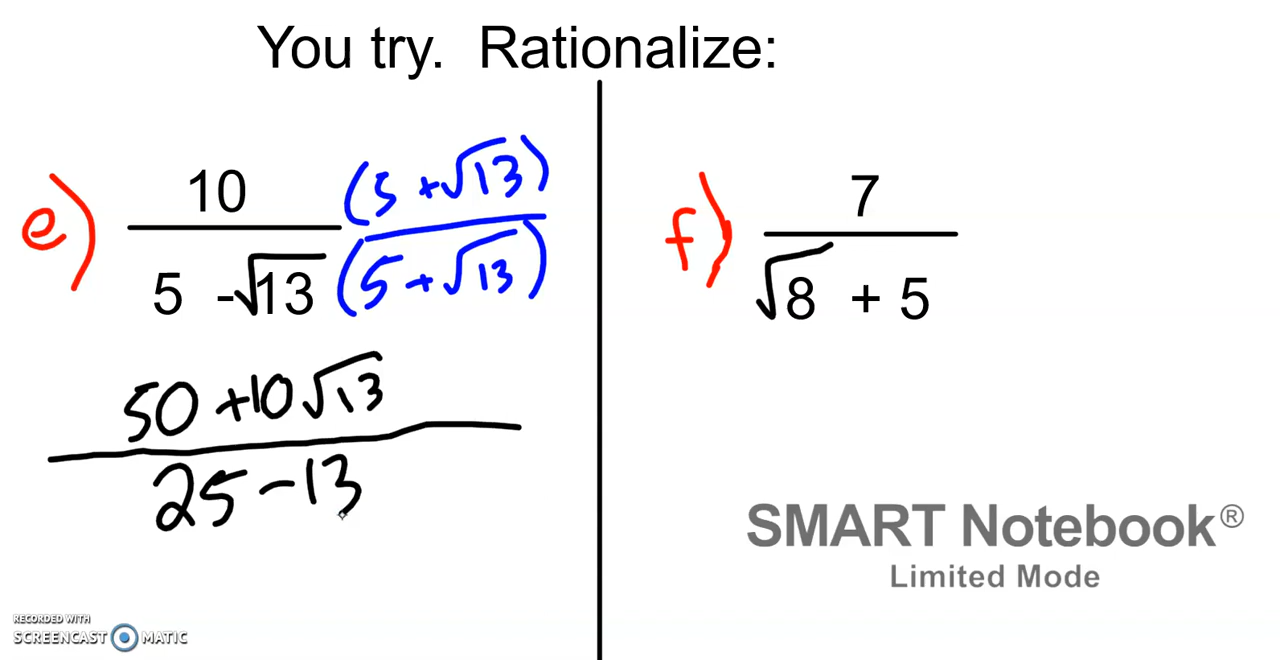 You try. Rationalize:
e)
10 (5 + √13)
5 - √13 (5 + √13)
50 + 10√13
25 - 13
f)
7
√8 + 5
SMART Notebook®
Limited Mode
RECORDED WITH
SCREENCAST MATIC